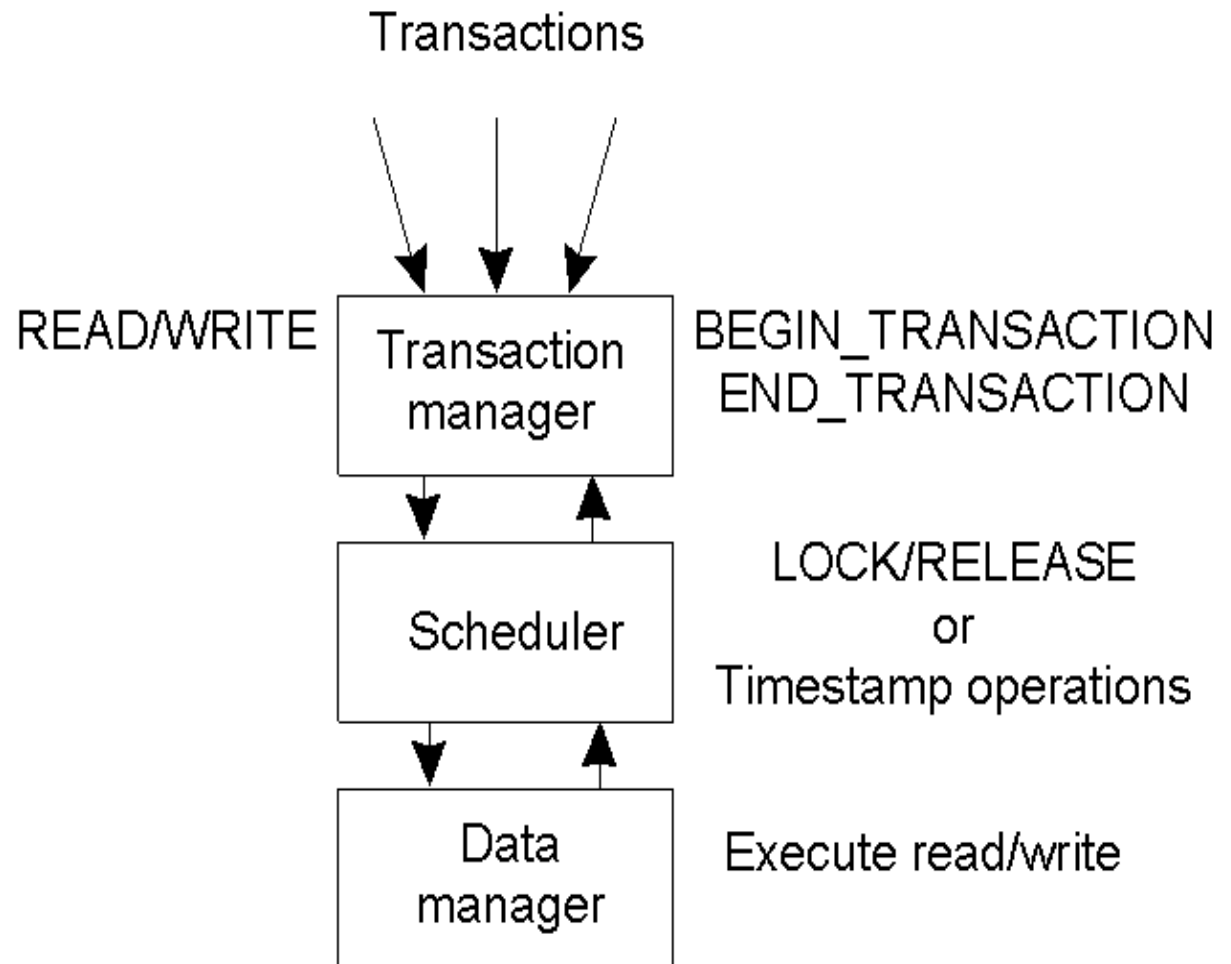 Transactions
READ/WRITE
Transaction
manager
BEGIN_TRANSACTION
END_TRANSACTION
Scheduler
LOCK/RELEASE
or
Timestamp operations
Data
manager
Execute read/write